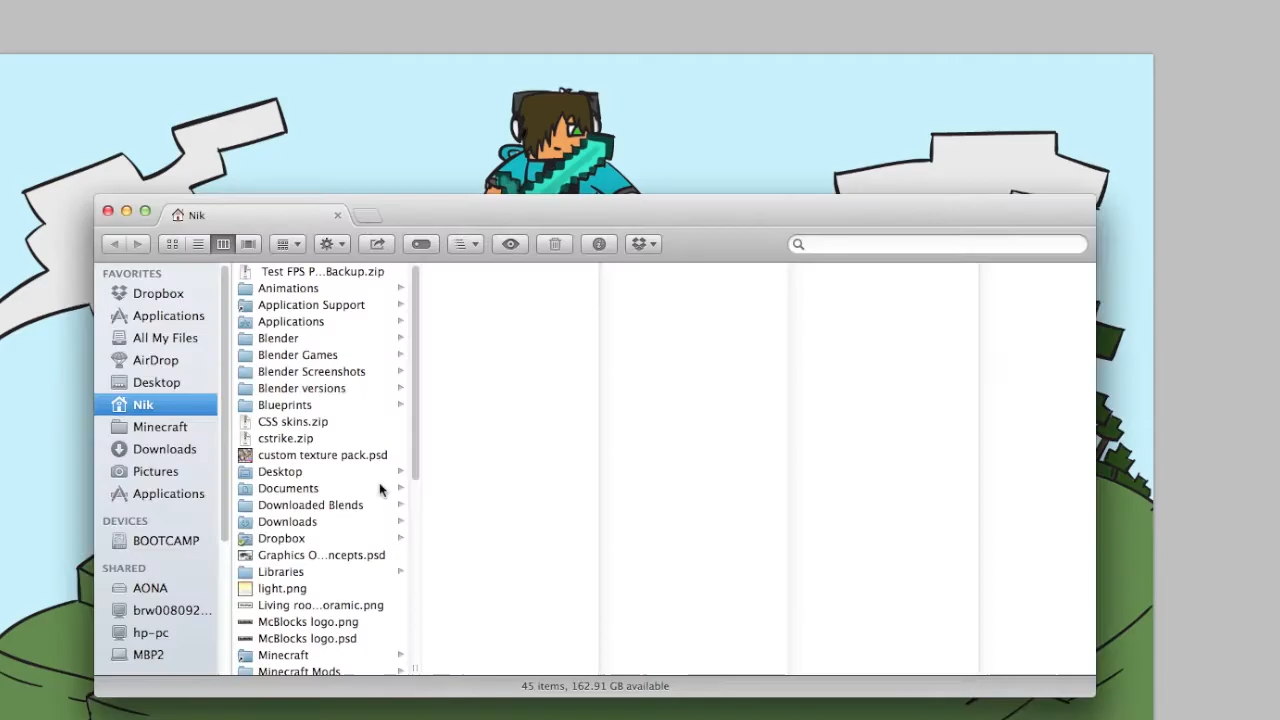 Nik
FAVORITES
Dropbox
Applications
All My Files
AirDrop
Desktop
Nik
Minecraft
Downloads
Pictures
Applications
DEVICES
BOOTCAMP
SHARED
AONA
brw008092...
hp-pc
MBP2
Test FPS P...Backup.zip
Animations
Application Support
Applications
Blender
Blender Games
Blender Screenshots
Blender versions
Blueprints
CSS skins.zip
cstrike.zip
custom texture pack.psd
Desktop
Documents
Downloaded Blends
Downloads
Dropbox
Graphics O...ncepts.psd
Libraries
light.png
Living roo...oramic.png
McBlocks logo.png
McBlocks logo.psd
Minecraft
Minecraft Mods
45 items, 162.91 GB available